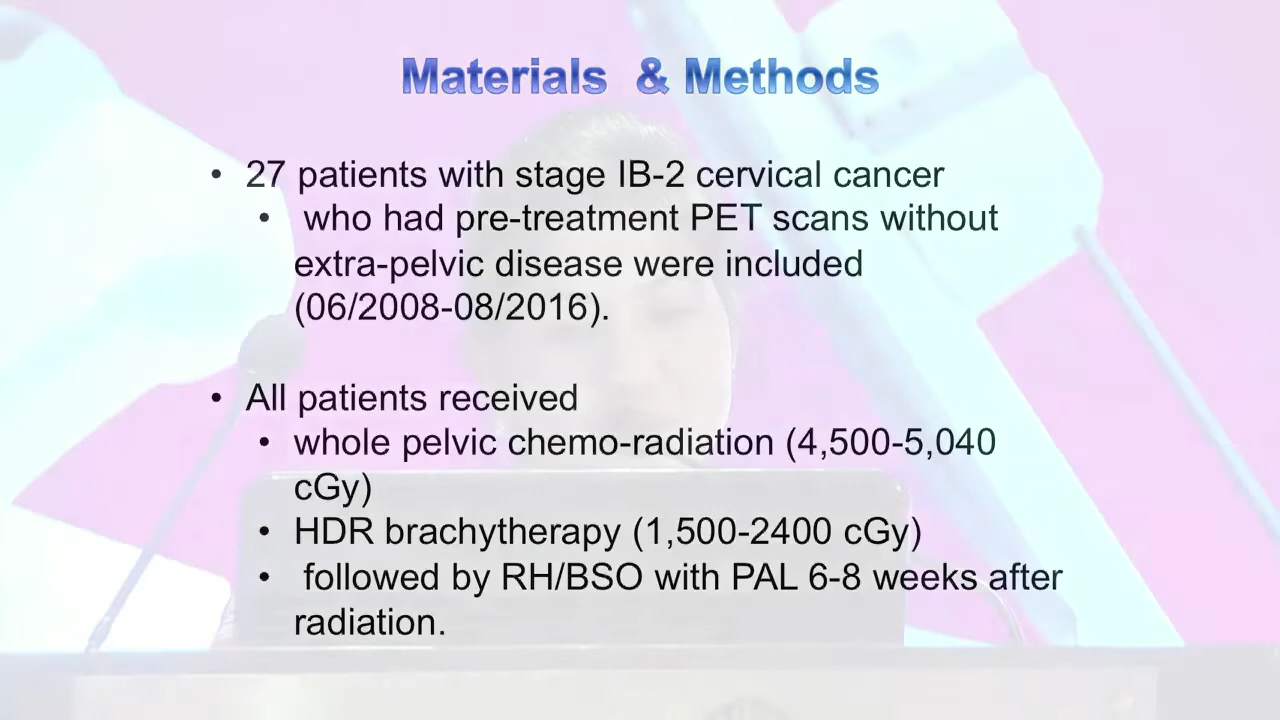 Materials & Methods
• 27 patients with stage IB-2 cervical cancer
• who had pre-treatment PET scans without
extra-pelvic disease were included
(06/2008-08/2016).
• All patients received
• whole pelvic chemo-radiation (4,500-5,040
cGy)
• HDR brachytherapy (1,500-2400 cGy)
• followed by RH/BSO with PAL 6-8 weeks after
radiation.